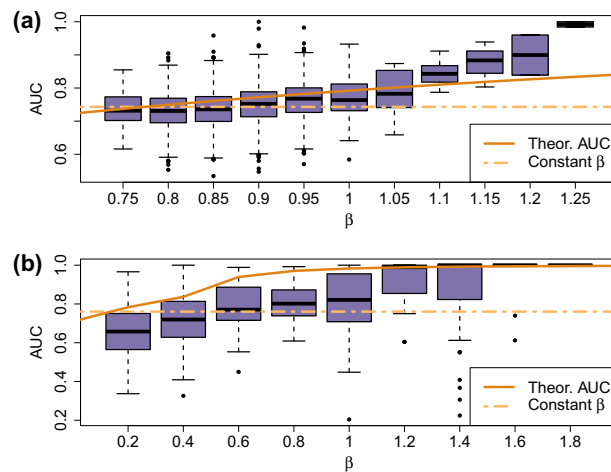 (a)
1.0
0.8
0.6
AUC
Theor. AUC
Constant β
0.75 0.8 0.85 0.9 0.95 1 1.05 1.1 1.15 1.2 1.25
β
(b)
1.0
0.8
0.6
0.4
0.2
AUC
Theor. AUC
Constant β
0.2 0.4 0.6 0.8 1 1.2 1.4 1.6 1.8
β